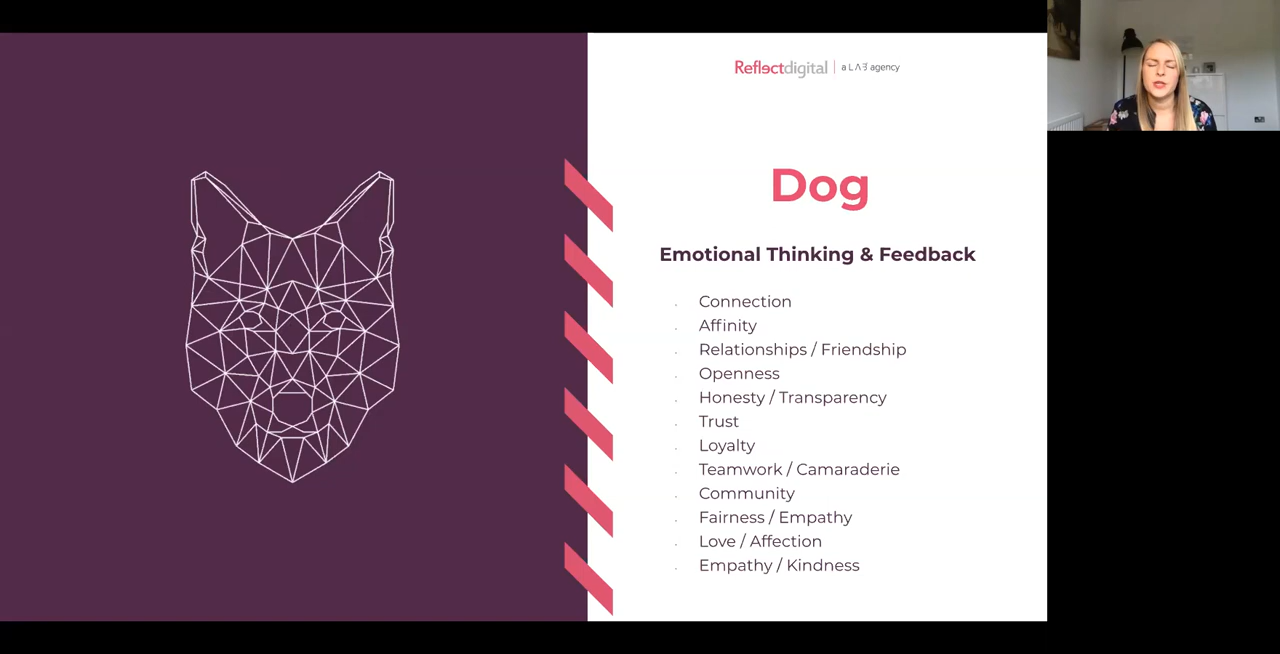 Reflectdigital | a LAB agency
Dog
Emotional Thinking & Feedback
Connection
Affinity
Relationships / Friendship
Openness
Honesty / Transparency
Trust
Loyalty
Teamwork / Camaraderie
Community
Fairness / Empathy
Love / Affection
Empathy / Kindness